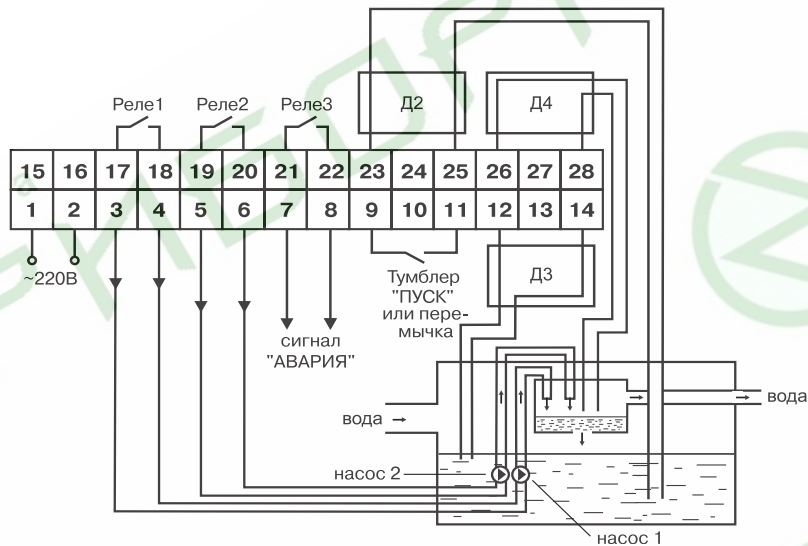 Д2
Д4
Реле1 Реле2 Реле3
15 16 17 18 19 20 21 22 23 24 25 26 27 28
1 2 3 4 5 6 7 8 9 10 11 12 13 14
~220В
Тумблер
"ПУСК"
или пере-
мычка
Д3
сигнал
"АВАРИЯ"
вода
вода
насос 2
насос 1